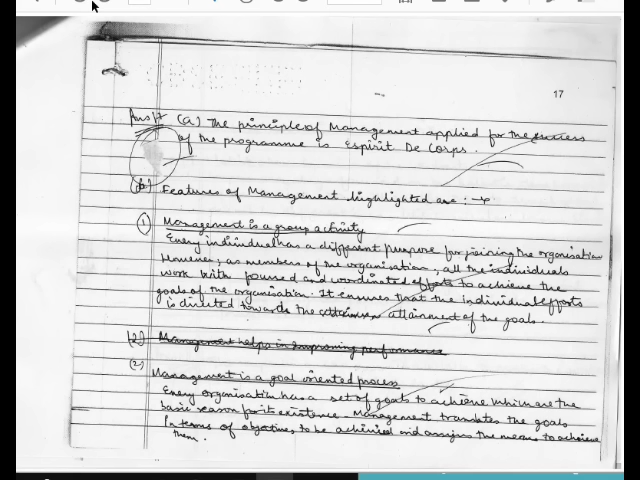 17
Ans 17 (a) The principle of Management applied for the success
of the programme is Espirit De Corps.
(b) Features of Management highlighted are : →
(1) Management is a group activity
Every individual has a different purpose for joining the organisation
However, as members of the organisation, all the individuals
work with focused and coordinated efforts to achieve the
goals of the organisation. It ensures that the individual efforts
is directed towards the attainment of the goals.
(2) Management helps in improving performance
(2)
Management is a goal oriented process
Every organisation has a set of goals to achieve which are the
basic reason for its existence. Management translates the goals
in terms of objectives to be achieved and assigns the means to achieve
them.